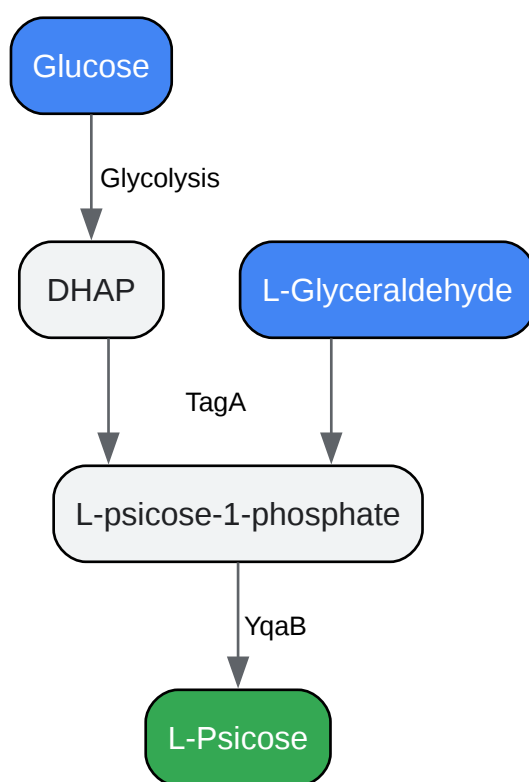 Glucose
Glycolysis
DHAP
L-Glyceraldehyde
TagA
L-psicose-1-phosphate
YqaB
L-Psicose